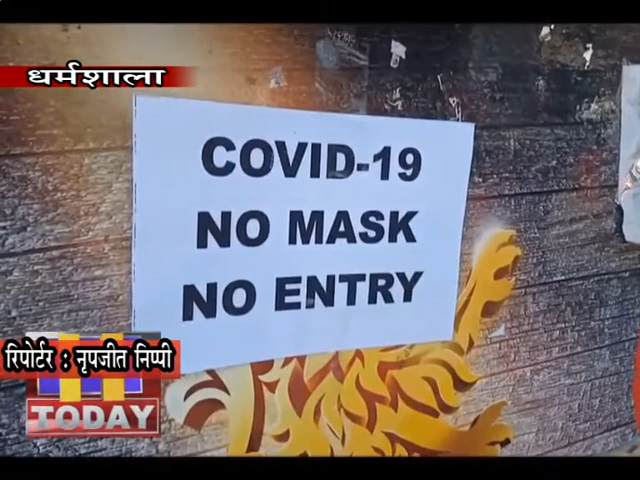 धर्मशाला
COVID-19
NO MASK
NO ENTRY
रिपोर्टर : नृपजीत निप्पी
TODAY